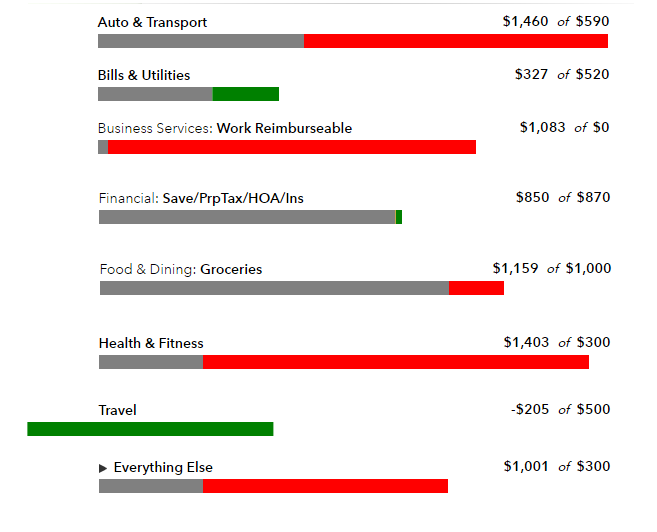 Auto & Transport $1,460 of $590
Bills & Utilities $327 of $520
Business Services: Work Reimburseable $1,083 of $0
Financial: Save/PrpTax/HOA/Ins $850 of $870
Food & Dining: Groceries $1,159 of $1,000
Health & Fitness $1,403 of $300
Travel -$205 of $500
▶ Everything Else $1,001 of $300